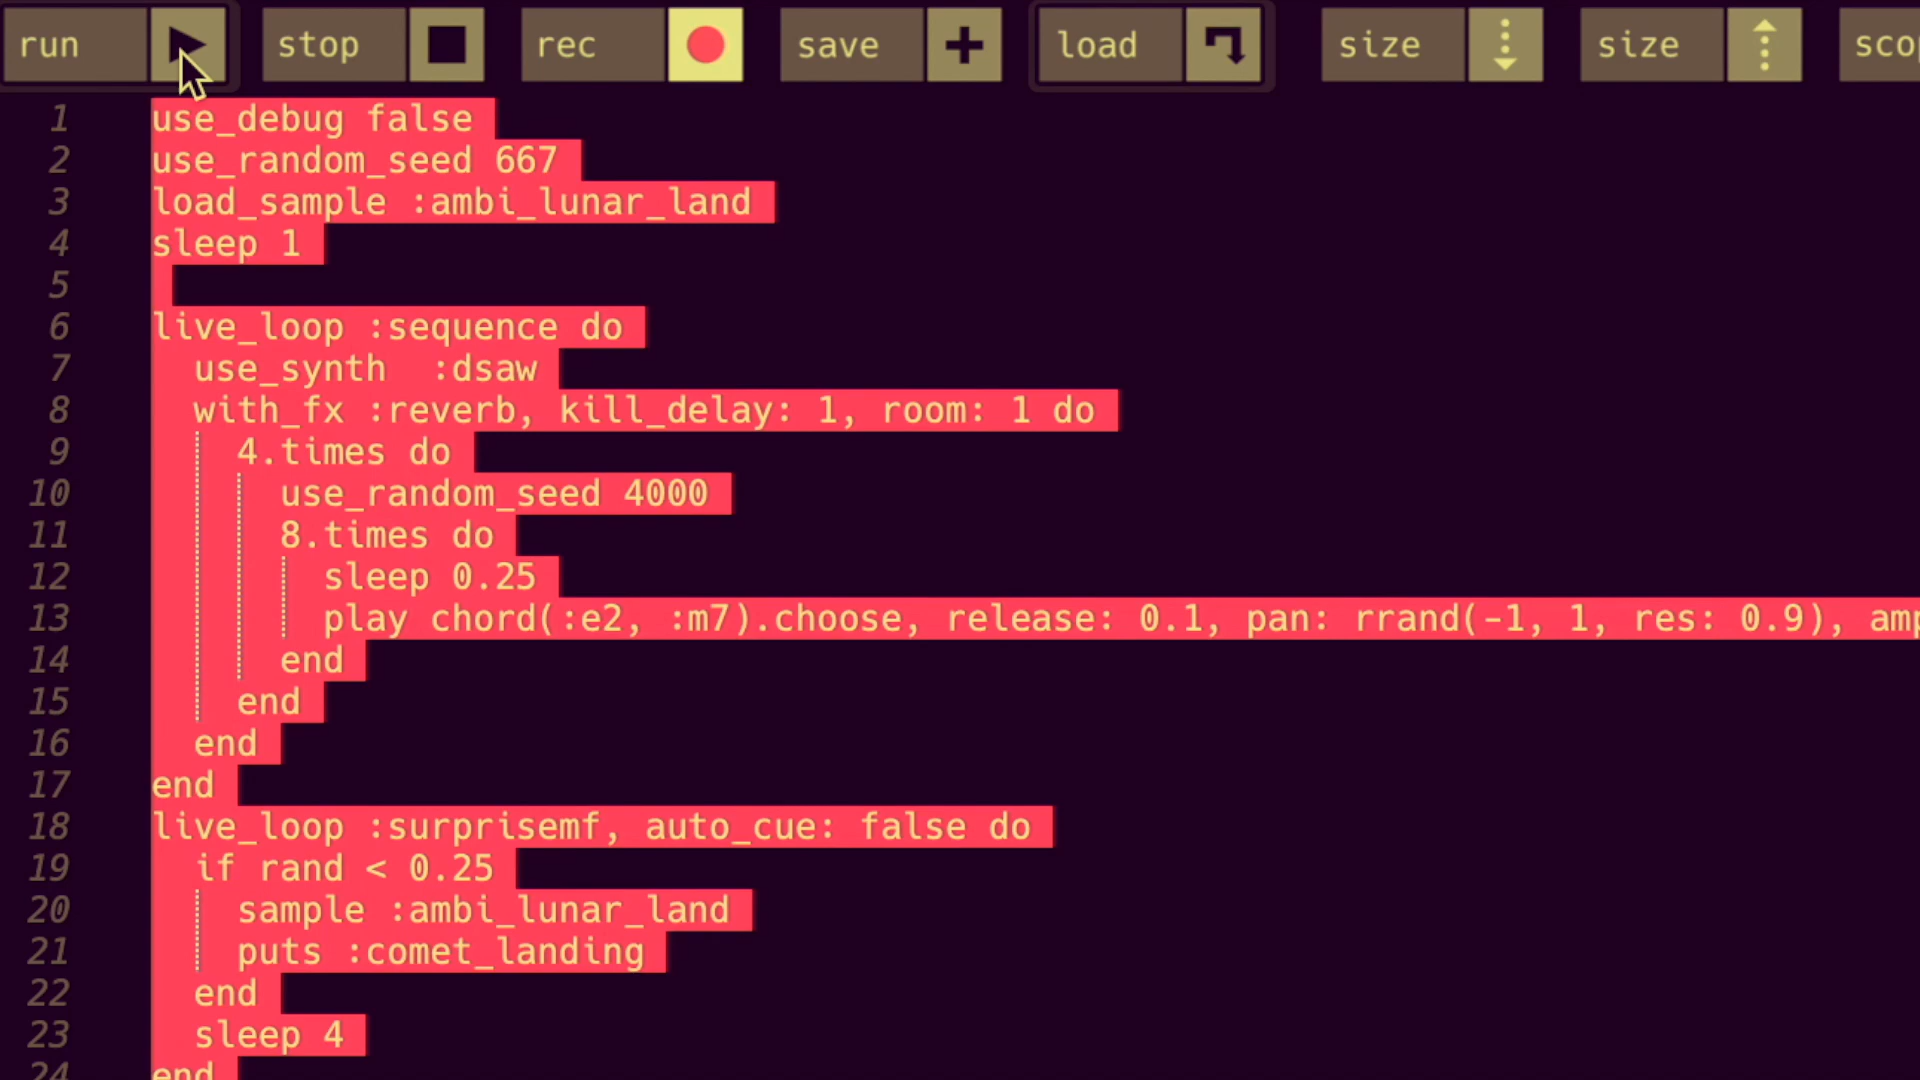 run stop rec save load size size
1 use_debug false
2 use_random_seed 667
3 load_sample :ambi_lunar_land
4 sleep 1
5
6 live_loop :sequence do
7 use_synth  :dsaw
8 with_fx :reverb, kill_delay: 1, room: 1 do
9 4.times do
10 use_random_seed 4000
11 8.times do
12 sleep 0.25
13 play chord(:e2, :m7).choose, release: 0.1, pan: rrand(-1, 1, res: 0.9),
14 end
15 end
16 end
17 end
18 live_loop :surprisemf, auto_cue: false do
19 if rand < 0.25
20 sample :ambi_lunar_land
21 puts :comet_landing
22 end
23 sleep 4
24 end